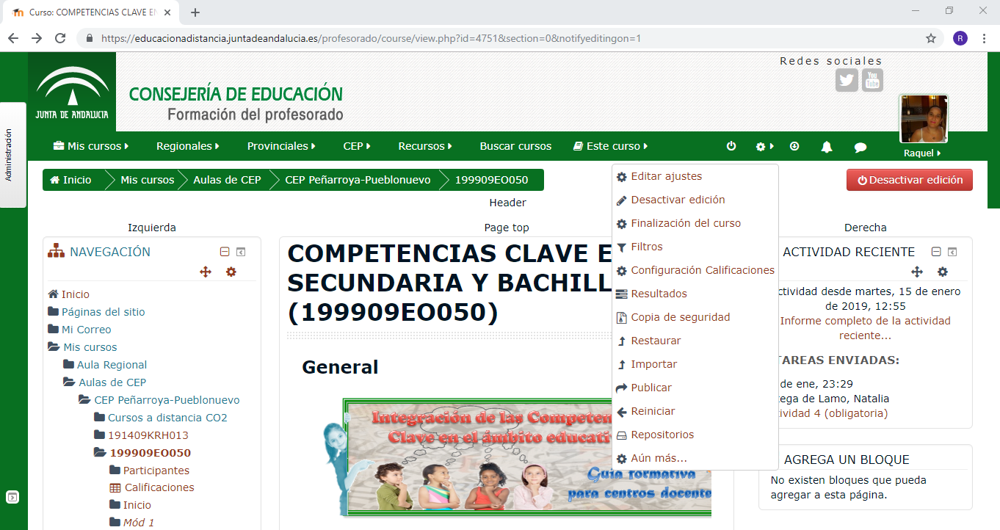 Curso: COMPETENCIAS CLAVE EN
https://educacionadistancia.juntadeandalucia.es/profesorado/course/view.php?id=4751&section=0&notifyeditingon=1
R
Redes sociales
You
Tube
JUNTA DE ANDALUCIA
CONSEJERÍA DE EDUCACIÓN
Formación del profesorado
Administración
Mis cursos
Regionales
Provinciales
CEP
Recursos
Buscar cursos
Este curso
Raquel
Inicio
Mis cursos
Aulas de CEP
CEP Peñarroya-Pueblonuevo
199909EO050
Desactivar edición
Header
Izquierda
Page top
Derecha
NAVEGACIÓN
Inicio
Páginas del sitio
Mi Correo
Mis cursos
Aula Regional
Aulas de CEP
CEP Peñarroya-Pueblonuevo
Cursos a distancia CO2
191409KRH013
199909EO050
Participantes
Calificaciones
Inicio
Mód 1
COMPETENCIAS CLAVE E
SECUNDARIA Y BACHILL
(199909EO050)
General
Integración de las Competen
Clave en el ámbito educati
Guía formativa
para centros docente
Editar ajustes
Desactivar edición
Finalización del curso
Filtros
Configuración Calificaciones
Resultados
Copia de seguridad
Restaurar
Importar
Publicar
Reiniciar
Repositorios
Aún más...
ACTIVIDAD RECIENTE
ctividad desde martes, 15 de enero
de 2019, 12:55
Informe completo de la actividad
reciente...
TAREAS ENVIADAS:
de ene, 23:29
tega de Lamo, Natalia
tividad 4 (obligatoria)
AGREGA UN BLOQUE
No existen bloques que pueda
agregar a esta página.